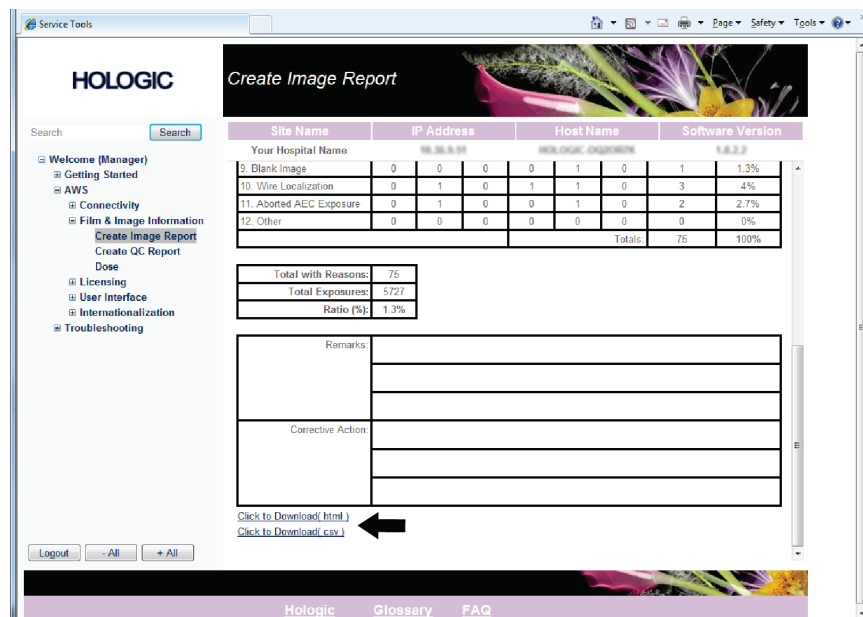 Service Tools
Page Safety Tools
HOLOGIC
Create Image Report
Search Search
Site Name IP Address Host Name Software Version
Your Hospital Name
Welcome (Manager)
Getting Started
AWS
Connectivity
Film & Image Information
Create Image Report
Create QC Report
Dose
Licensing
User Interface
Internationalization
Troubleshooting
9. Blank Image 0 0 0 0 1 0 1 1.3%
10. Wire Localization 0 1 0 1 1 0 3 4%
11. Aborted AEC Exposure 0 1 0 0 1 0 2 2.7%
12. Other 0 0 0 0 0 0 0 0%
Totals: 75 100%
Total with Reasons: 75
Total Exposures: 5727
Ratio (%): 1.3%
Remarks:
Corrective Action:
Click to Download( html )
Click to Download( csv )
Logout - All + All
Hologic Glossary FAQ